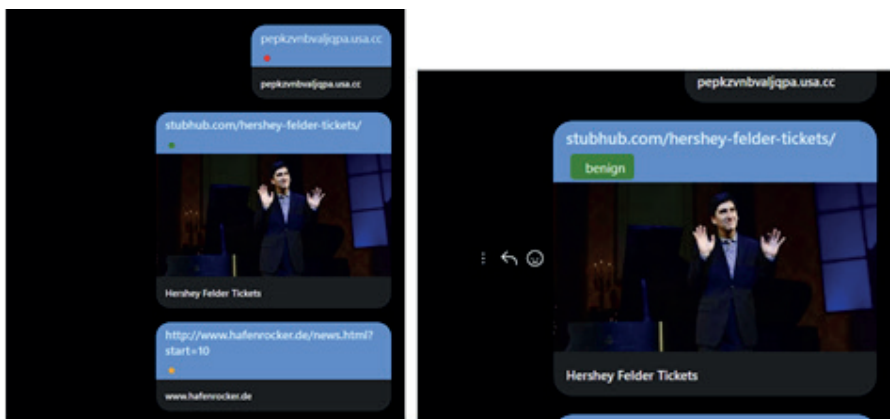 pepkzvnbvaljqpa.usa.cc
pepkzvnbvaljqpa.usa.cc
stubhub.com/hershey-felder-tickets/
Hershey Felder Tickets
http://www.hafenrocker.de/news.html?
start=10
www.hafenrocker.de
pepkzvnbvaljqpa.usa.cc
stubhub.com/hershey-felder-tickets/
benign
Hershey Felder Tickets